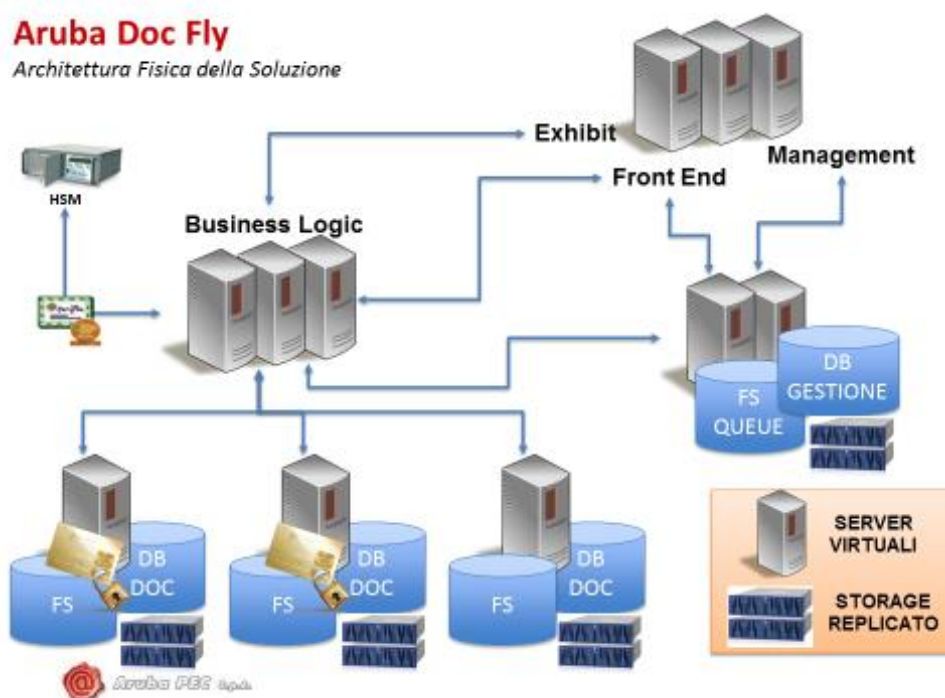 Aruba Doc Fly
Architettura Fisica della Soluzione
Exhibit
Management
Front End
HSM
Business Logic
DB
GESTIONE
FS
QUEUE
DB
DOC
FS
DB
DOC
FS
DB
DOC
FS
SERVER
VIRTUALI
STORAGE
REPLICATO
Aruba PEC S.p.A.